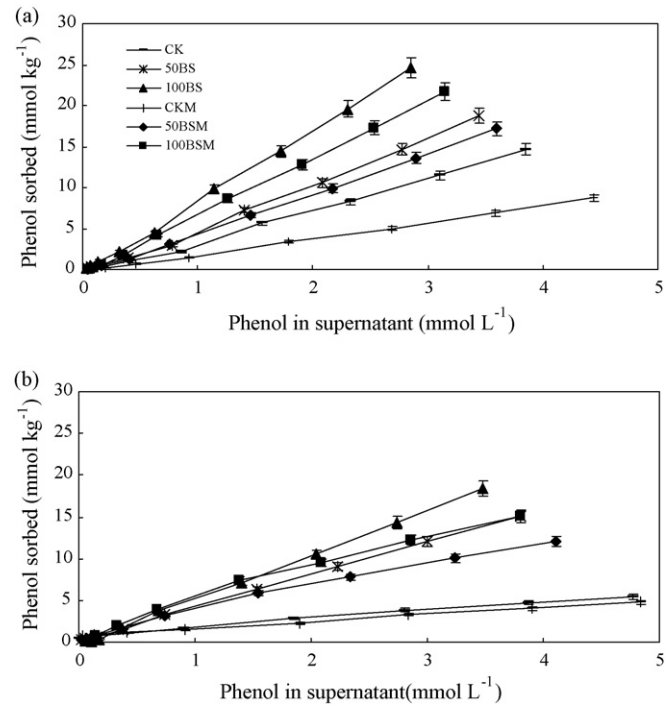 (a)
30
25
20
15
10
5
0
Phenol sorbed (mmol kg⁻¹)
CK
50BS
100BS
CKM
50BSM
100BSM
0 1 2 3 4 5
Phenol in supernatant (mmol L⁻¹)
(b)
30
25
20
15
10
5
0
Phenol sorbed (mmol kg⁻¹)
0 1 2 3 4 5
Phenol in supernatant(mmol L⁻¹)